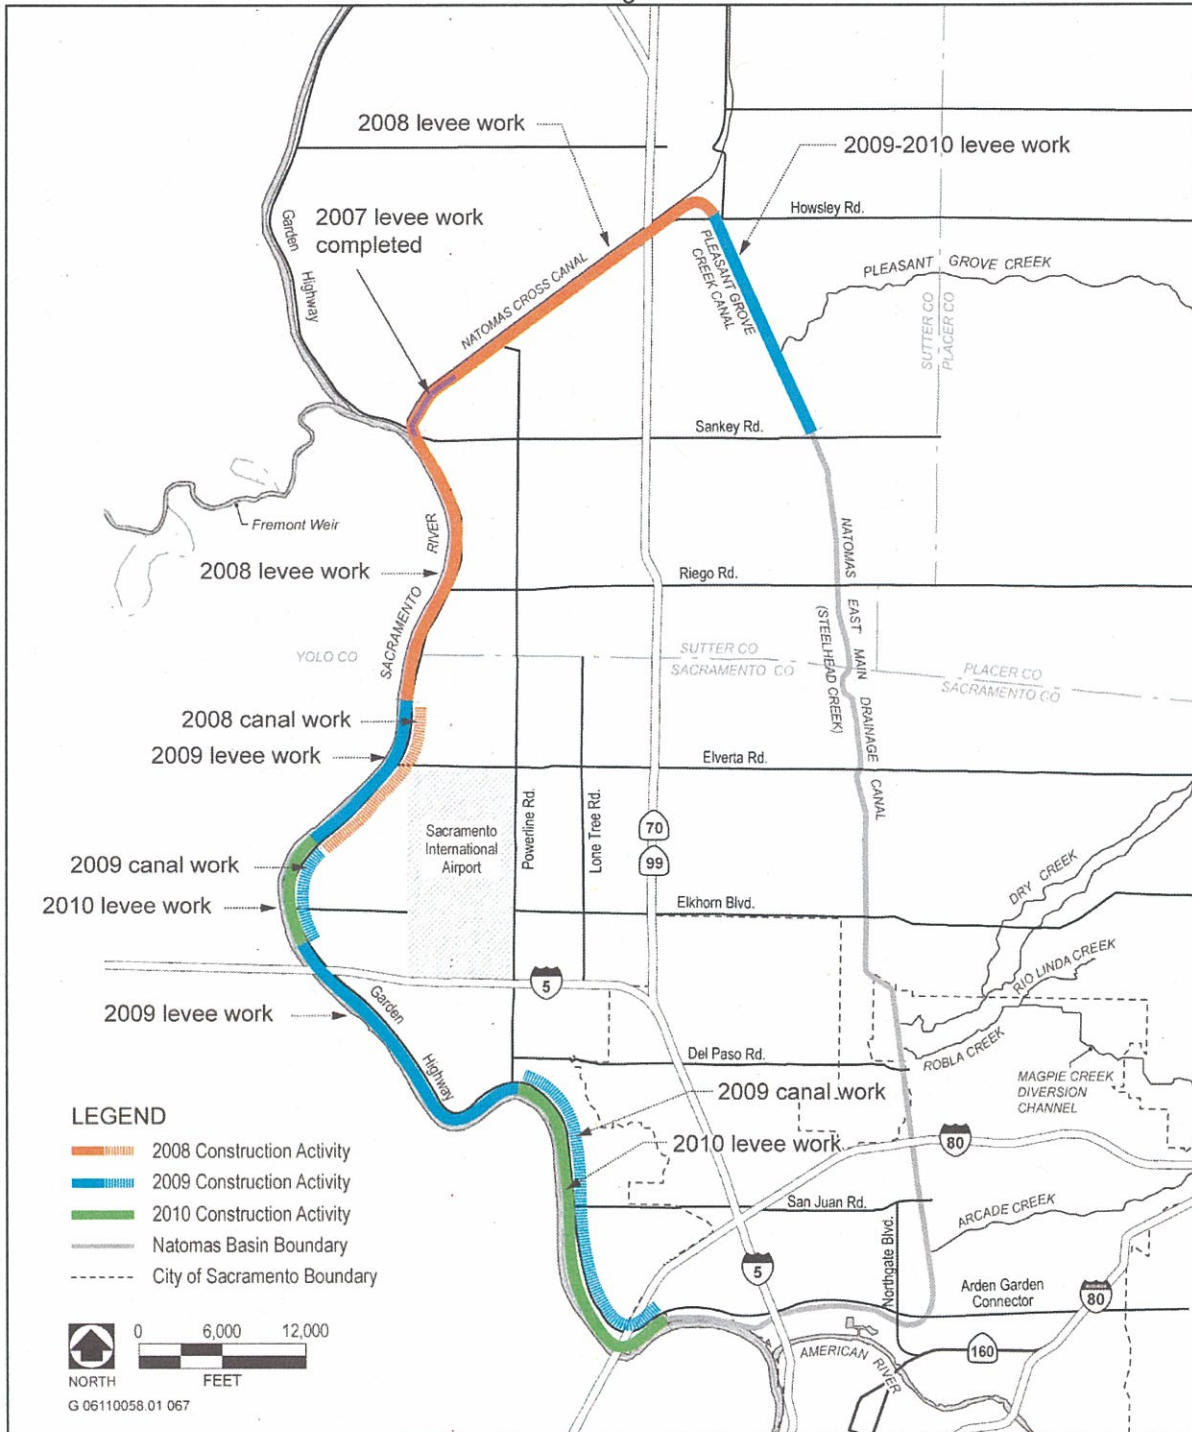 2008 levee work
2009-2010 levee work
Howsley Rd.
2007 levee work
completed
Garden
Highway
NATOMAS CROSS CANAL
PLEASANT GROVE
CREEK CANAL
PLEASANT GROVE CREEK
SUTTER CO
PLACER CO
Sankey Rd.
Fremont Weir
RIVER
SACRAMENTO
2008 levee work
Riego Rd.
NATOMAS EAST MAIN DRAINAGE CANAL
(STEELHEAD CREEK)
YOLO CO
SUTTER CO
SACRAMENTO CO
PLACER CO
SACRAMENTO CO
2008 canal work
2009 levee work
Elverta Rd.
Sacramento
International
Airport
Powerline Rd.
Lone Tree Rd.
70
99
2009 canal work
2010 levee work
Elkhorn Blvd.
DRY CREEK
RIO LINDA CREEK
5
Garden
Highway
2009 levee work
Del Paso Rd.
ROBLA CREEK
MAGPIE CREEK
DIVERSION
CHANNEL
2009 canal work
2010 levee work
80
San Juan Rd.
Northgate Blvd.
ARCADE CREEK
5
Arden Garden
Connector
80
160
AMERICAN RIVER
LEGEND
2008 Construction Activity
2009 Construction Activity
2010 Construction Activity
Natomas Basin Boundary
City of Sacramento Boundary
0 6,000 12,000
FEET
NORTH
G 06110058.01 067